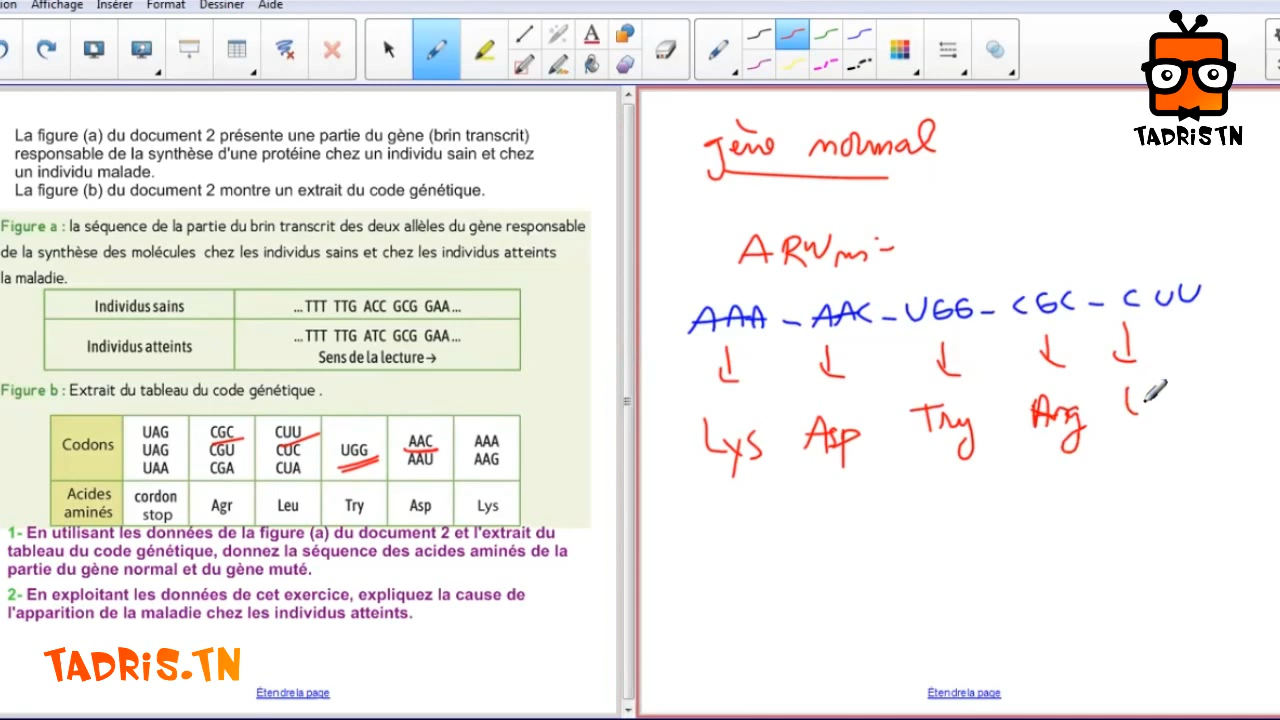 ion Affichage Insérer Format Dessiner Aide
TADRISTN
La figure (a) du document 2 présente une partie du gène (brin transcrit)
responsable de la synthèse d'une protéine chez un individu sain et chez
un individu malade.
La figure (b) du document 2 montre un extrait du code génétique.
Figure a : la séquence de la partie du brin transcrit des deux allèles du gène responsable
de la synthèse des molécules chez les individus sains et chez les individus atteints
la maladie.
Individus sains ...TTT TTG ACC GCG GAA...
Individus atteints ...TTT TTG ATC GCG GAA...
Sens de la lecture→
Figure b : Extrait du tableau du code génétique .
Codons
UAG CGC CUU UGG AAC AAA
UAG CGU CUC AAU AAG
UAA CGA CUA
Acides aminés cordon stop Agr Leu Try Asp Lys
1- En utilisant les données de la figure (a) du document 2 et l'extrait du
tableau du code génétique, donnez la séquence des acides aminés de la
partie du gène normal et du gène muté.
2- En exploitant les données de cet exercice, expliquez la cause de
l'apparition de la maladie chez les individus atteints.
TADRIS.TN
Étendre la page
gène normal
ARNm :-
AAA - AAC - UGG - CGC - CUU
Lys Asp Try Arg
Étendre la page